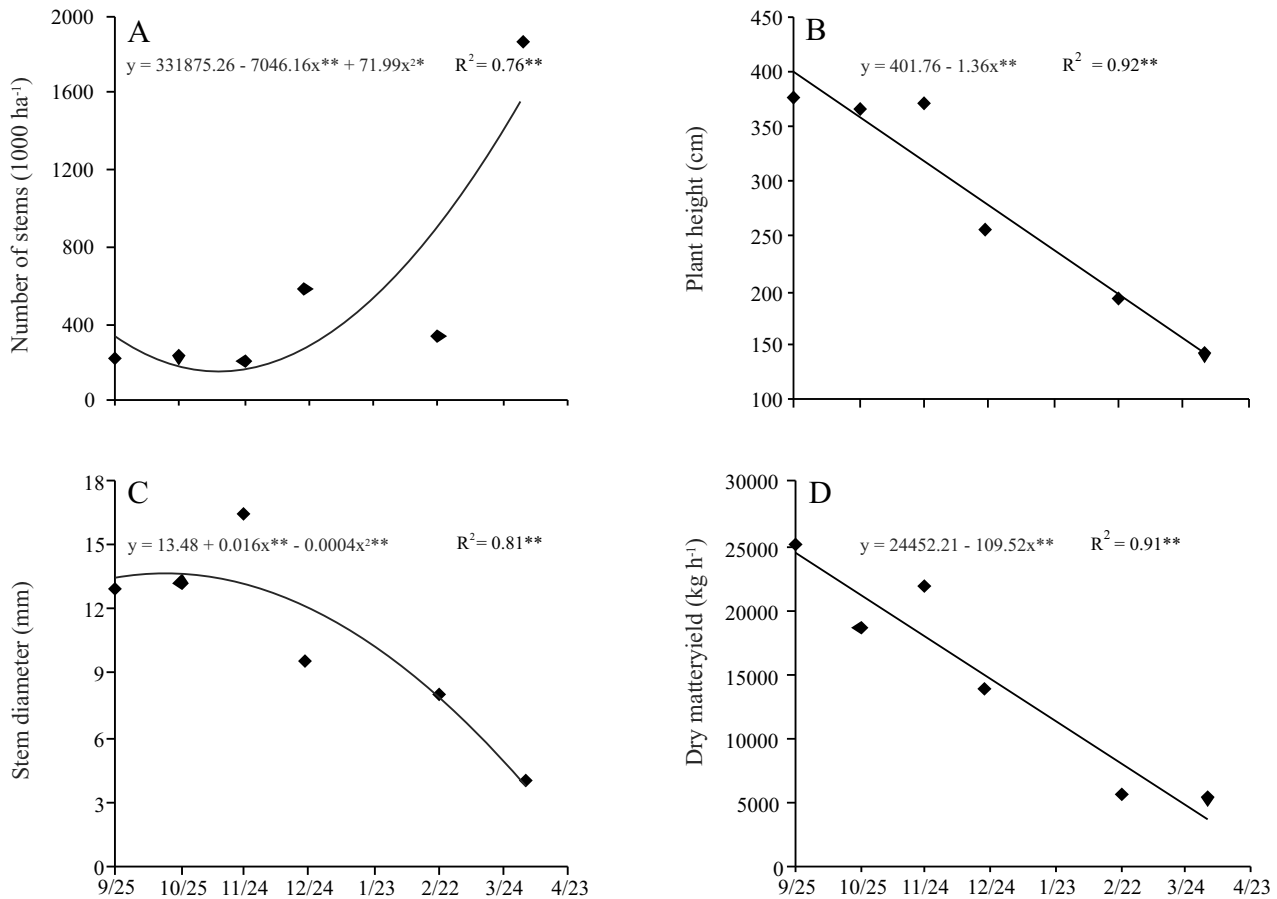 A
y = 331875.26 - 7046.16x** + 71.99x²* R² = 0.76**
Number of stems (1000 ha⁻¹)
2000
1600
1200
800
400
0
B
y = 401.76 - 1.36x** R² = 0.92**
Plant height (cm)
450
400
350
300
250
200
150
100
C
y = 13.48 + 0.016x** - 0.0004x²** R² = 0.81**
Stem diameter (mm)
18
15
12
9
6
3
0
9/25 10/25 11/24 12/24 1/23 2/22 3/24 4/23
D
y = 24452.21 - 109.52x** R² = 0.91**
Dry matteryield (kg h⁻¹)
30000
25000
20000
15000
10000
5000
0
9/25 10/25 11/24 12/24 1/23 2/22 3/24 4/23